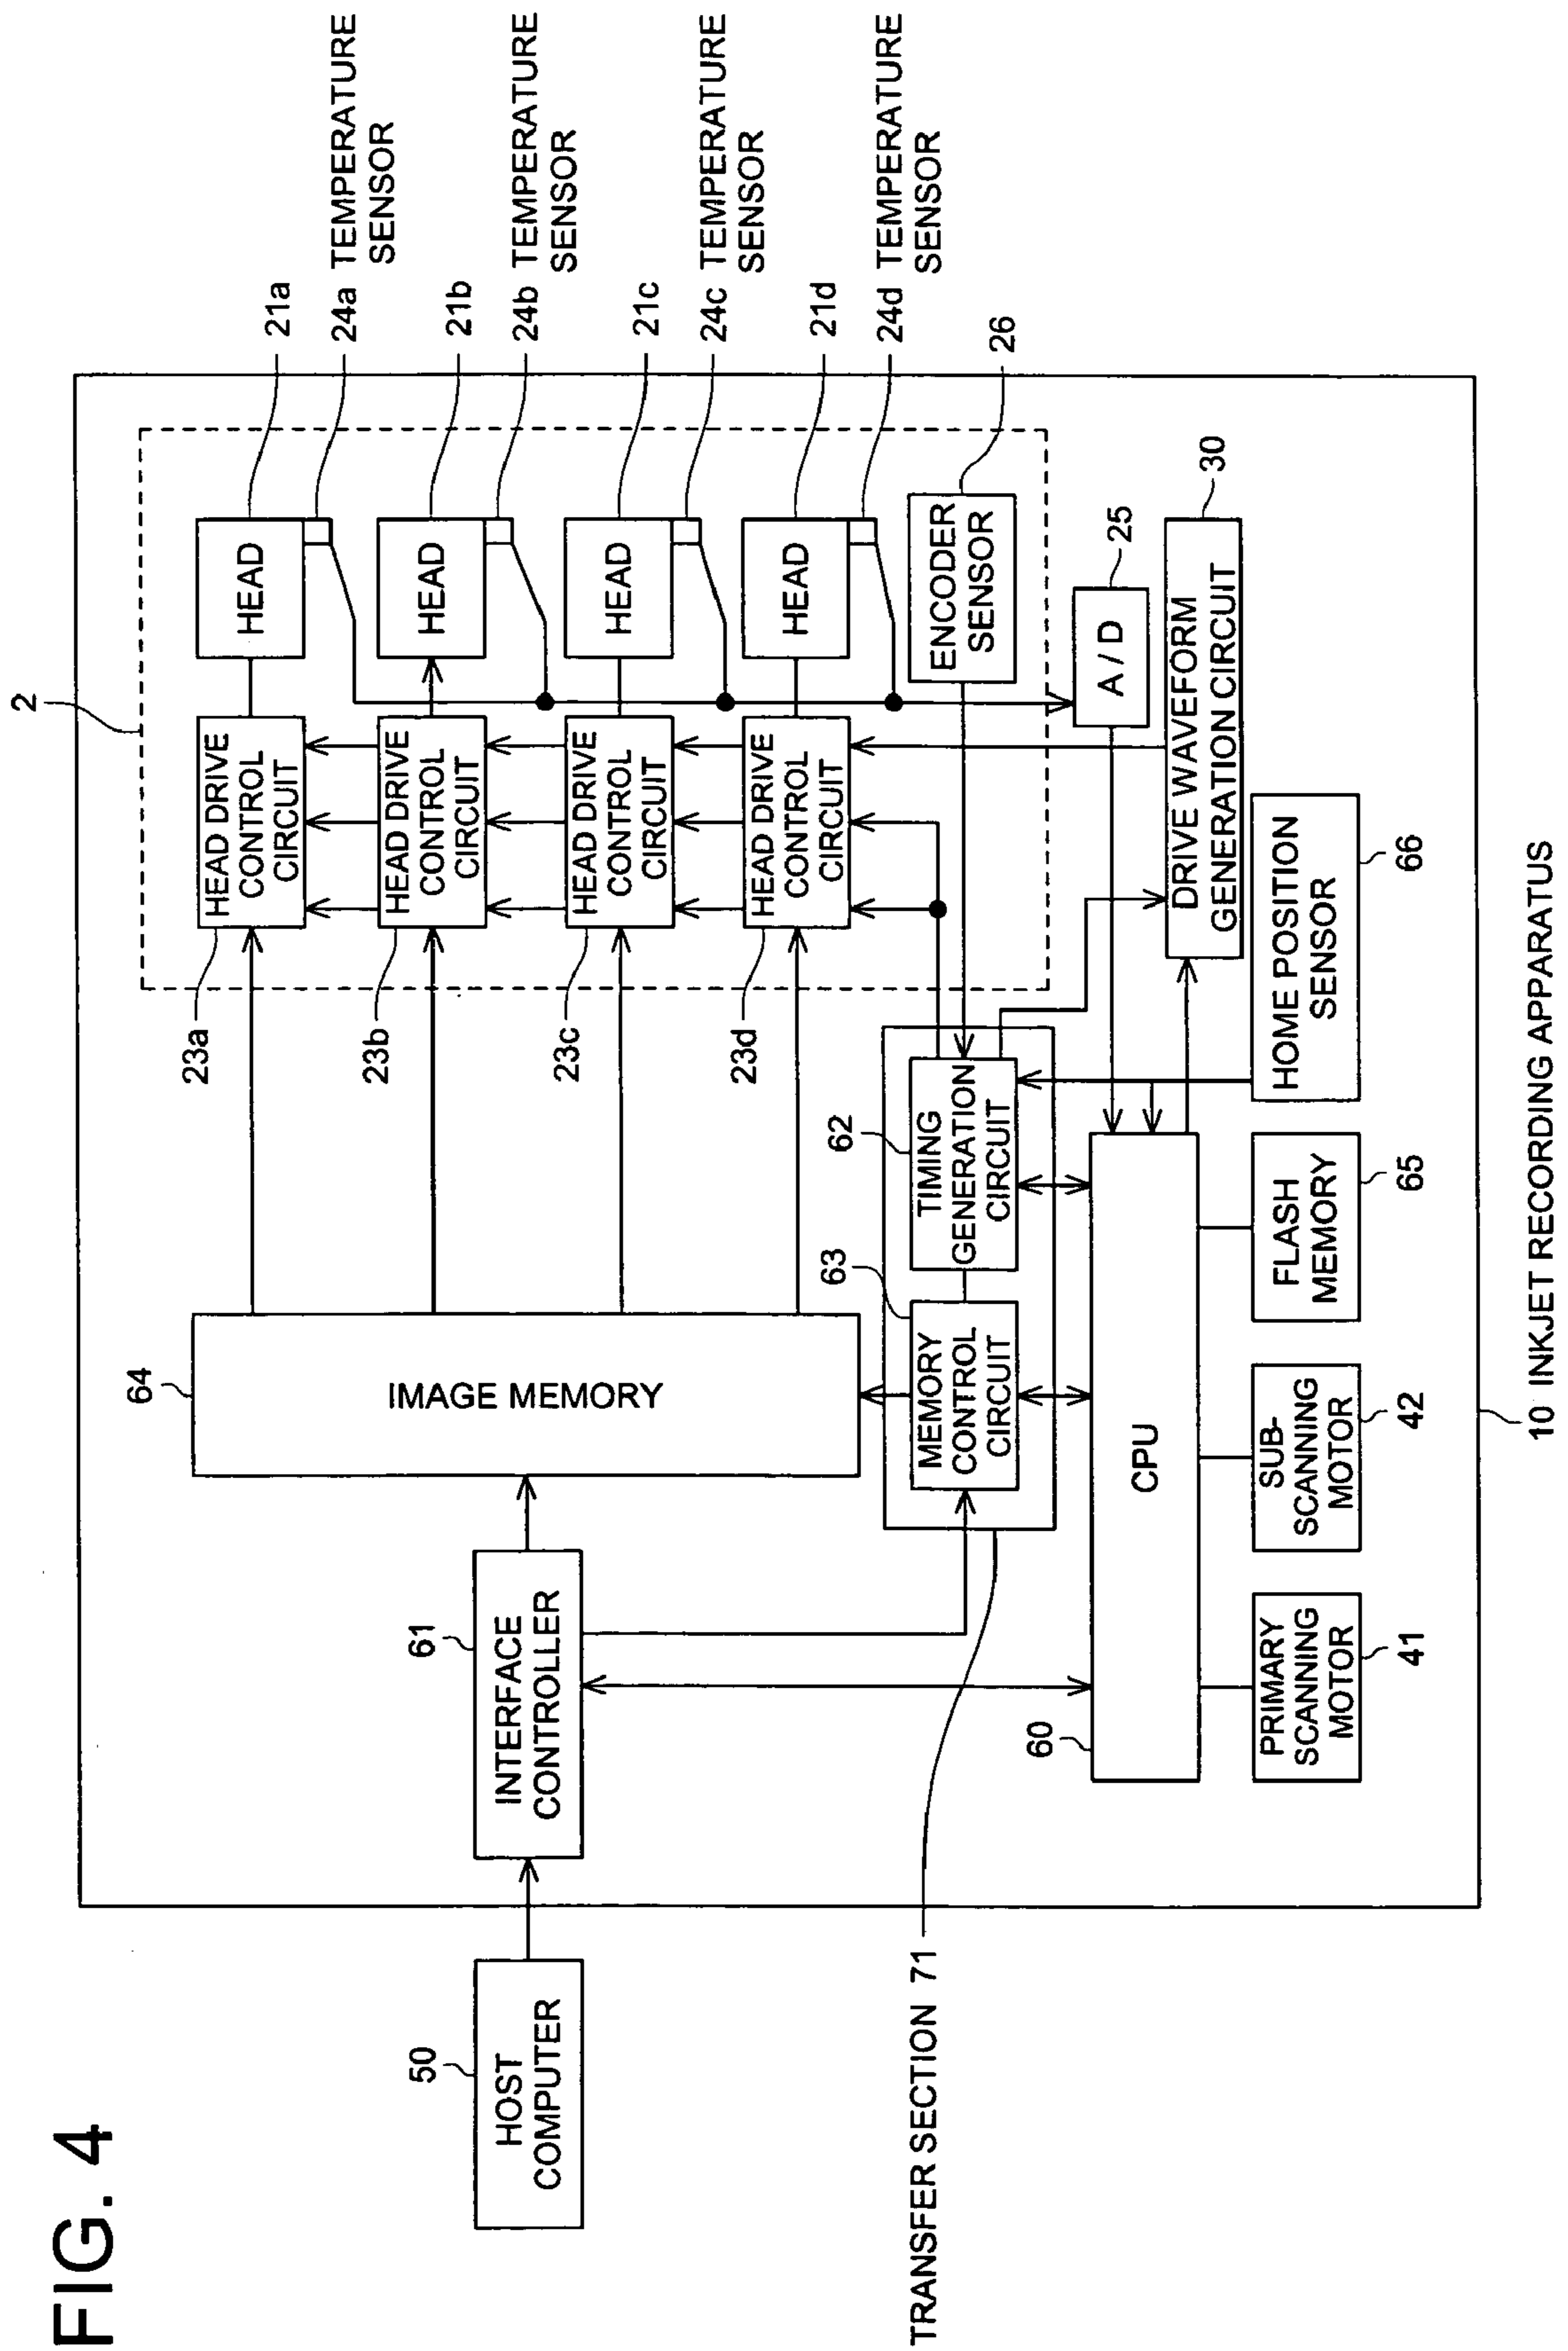 FIG. 4
2
HEAD DRIVE
CONTROL
CIRCUIT
23a
HEAD
21a
24a TEMPERATURE
SENSOR
HEAD DRIVE
CONTROL
CIRCUIT
23b
HEAD
21b
24b TEMPERATURE
SENSOR
HEAD DRIVE
CONTROL
CIRCUIT
23c
HEAD
21c
24c TEMPERATURE
SENSOR
HEAD DRIVE
CONTROL
CIRCUIT
23d
HEAD
21d
24d TEMPERATURE
SENSOR
64
IMAGE MEMORY
61
INTERFACE
CONTROLLER
50
HOST
COMPUTER
ENCODER
SENSOR
26
62
TIMING
GENERATION
CIRCUIT
63
MEMORY
CONTROL
CIRCUIT
TRANSFER SECTION 71
A / D
25
DRIVE WAVEFORM
GENERATION CIRCUIT
30
60
CPU
HOME POSITION
SENSOR
66
FLASH
MEMORY
65
SUB-
SCANNING
MOTOR
42
PRIMARY
SCANNING
MOTOR
41
10 INKJET RECORDING APPARATUS